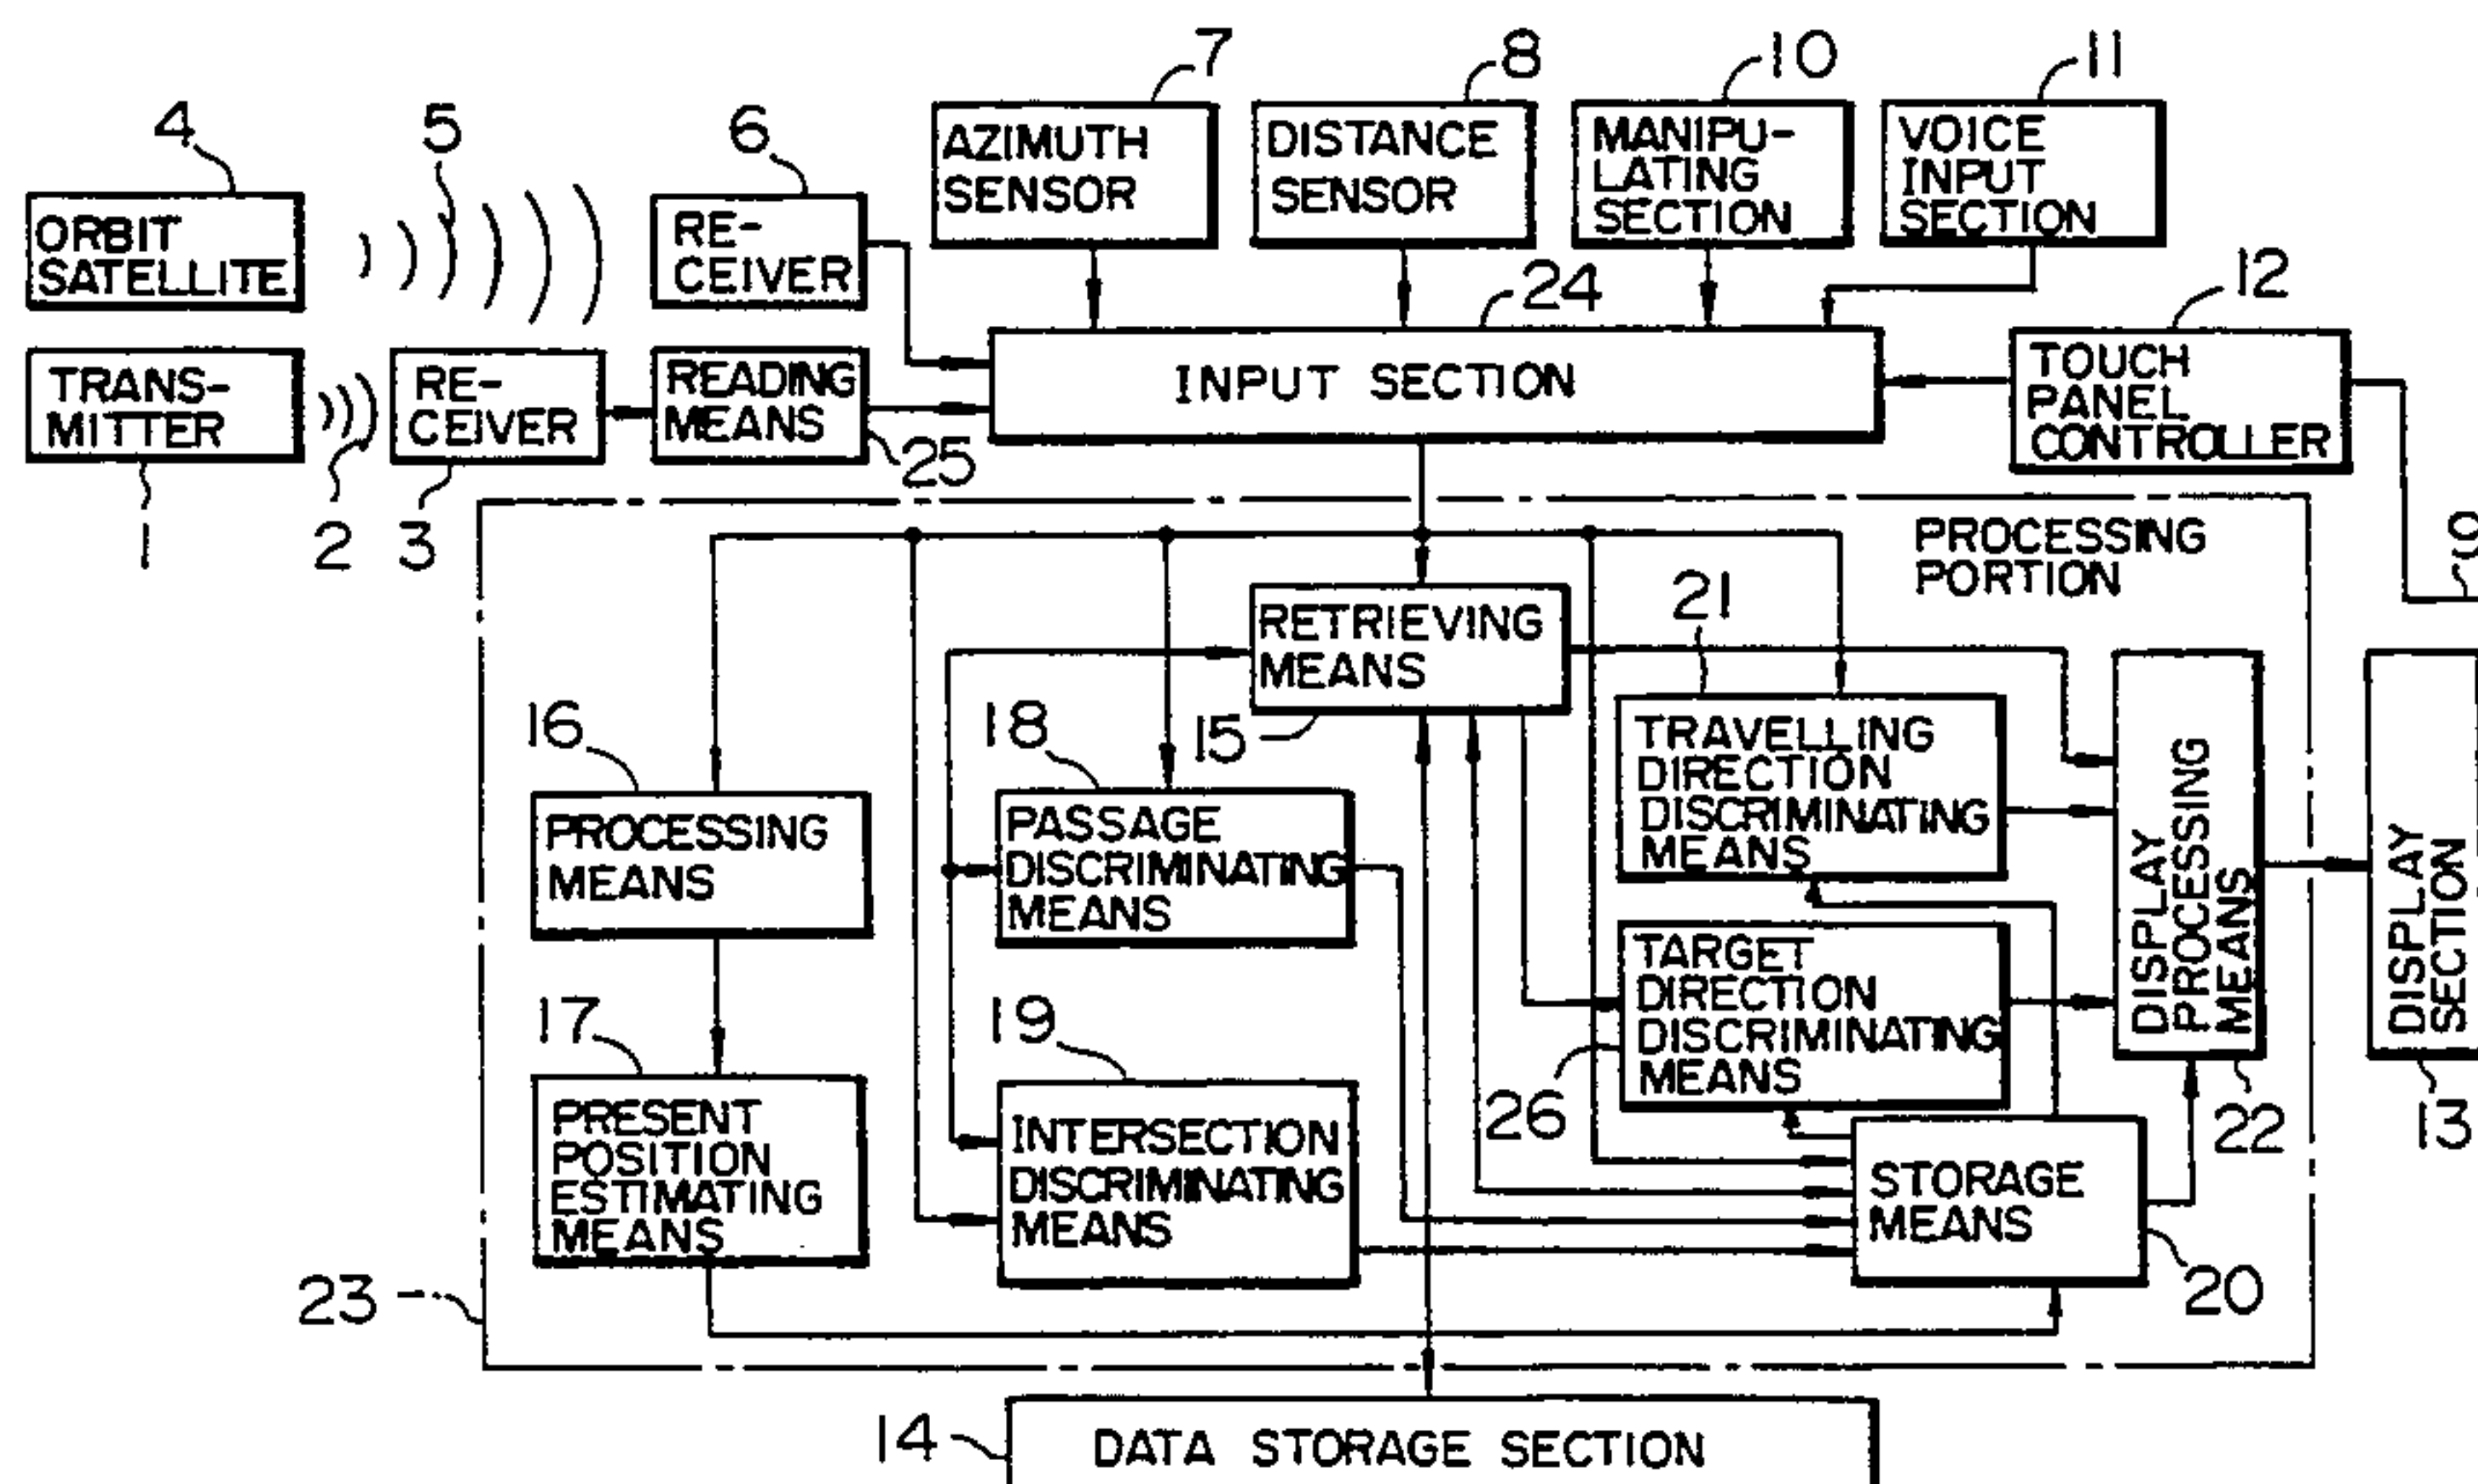 7
8
10
11
4
5
6
AZIMUTH
SENSOR
DISTANCE
SENSOR
MANIPU-
LATING
SECTION
VOICE
INPUT
SECTION
ORBIT
SATELLITE
RE-
CEIVER
24
12
TRANS-
MITTER
RE-
CEIVER
READING
MEANS
INPUT SECTION
TOUCH
PANEL
CONTROLLER
25
1
2
3
PROCESSING
PORTION
9
RETRIEVING
MEANS
21
16
18
15
TRAVELLING
DIRECTION
DISCRIMINATING
MEANS
PROCESSING
MEANS
PASSAGE
DISCRIMINATING
MEANS
DISPLAY
PROCESSING
MEANS
DISPLAY
SECTION
17
19
TARGET
DIRECTION
DISCRIMINATING
MEANS
26
22
13
PRESENT
POSITION
ESTIMATING
MEANS
INTERSECTION
DISCRIMINATING
MEANS
STORAGE
MEANS
23
20
14
DATA STORAGE SECTION